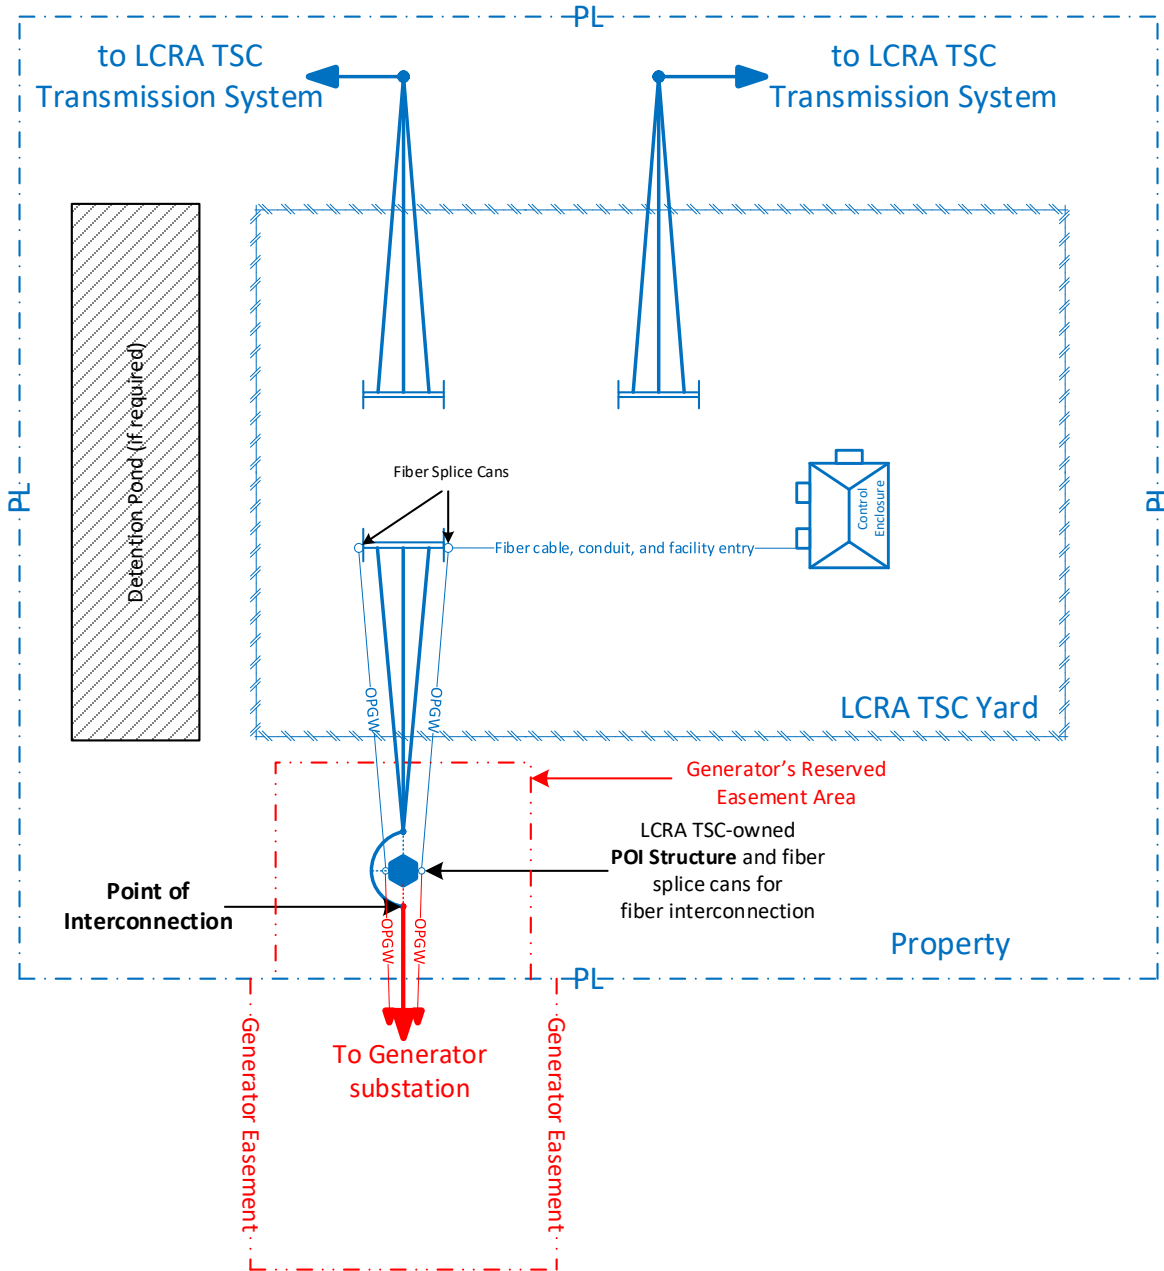 PL
to LCRA TSC
Transmission System
to LCRA TSC
Transmission System
Detention Pond (if required)
PL
PL
Fiber Splice Cans
Control
Enclosure
Fiber cable, conduit, and facility entry
OPGW
OPGW
LCRA TSC Yard
Generator’s Reserved
Easement Area
LCRA TSC-owned
POI Structure and fiber
splice cans for
fiber interconnection
Point of
Interconnection
OPGW
OPGW
Property
PL
To Generator
substation
Generator Easement
Generator Easement